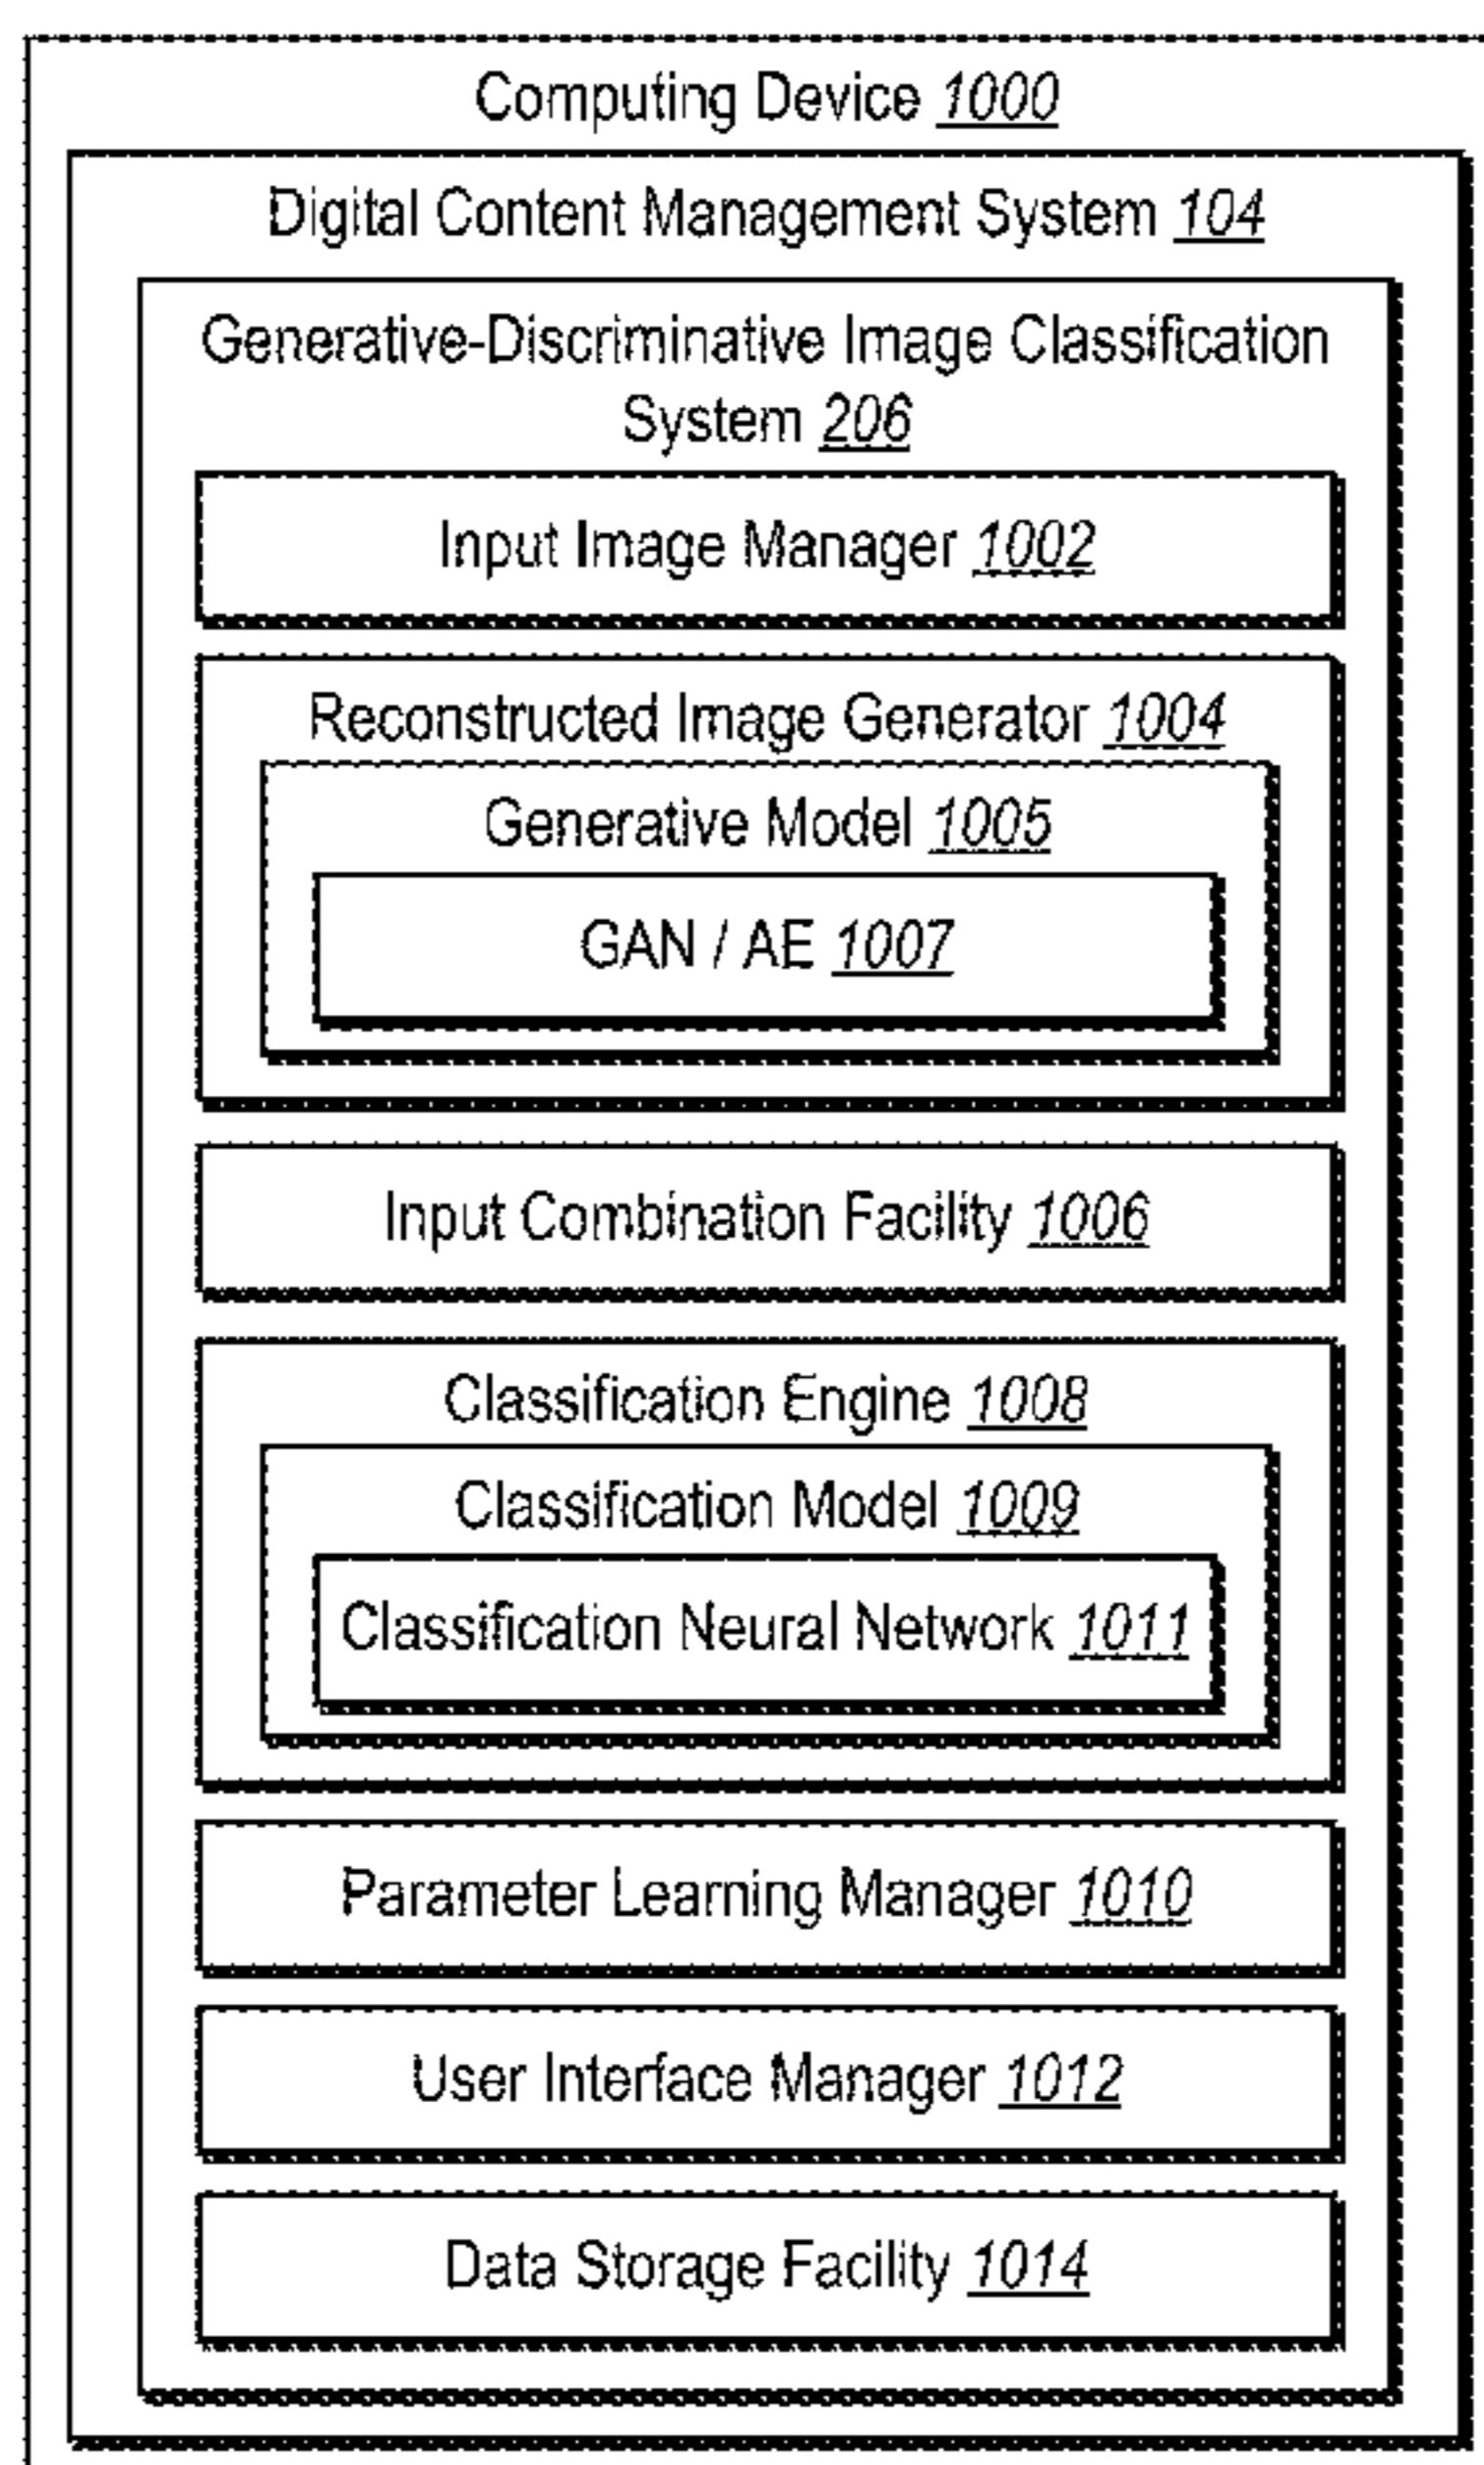 Computing Device 1000
Digital Content Management System 104
Generative-Discriminative Image Classification
System 206
Input Image Manager 1002
Reconstructed Image Generator 1004
Generative Model 1005
GAN / AE 1007
Input Combination Facility 1006
Classification Engine 1008
Classification Model 1009
Classification Neural Network 1011
Parameter Learning Manager 1010
User Interface Manager 1012
Data Storage Facility 1014